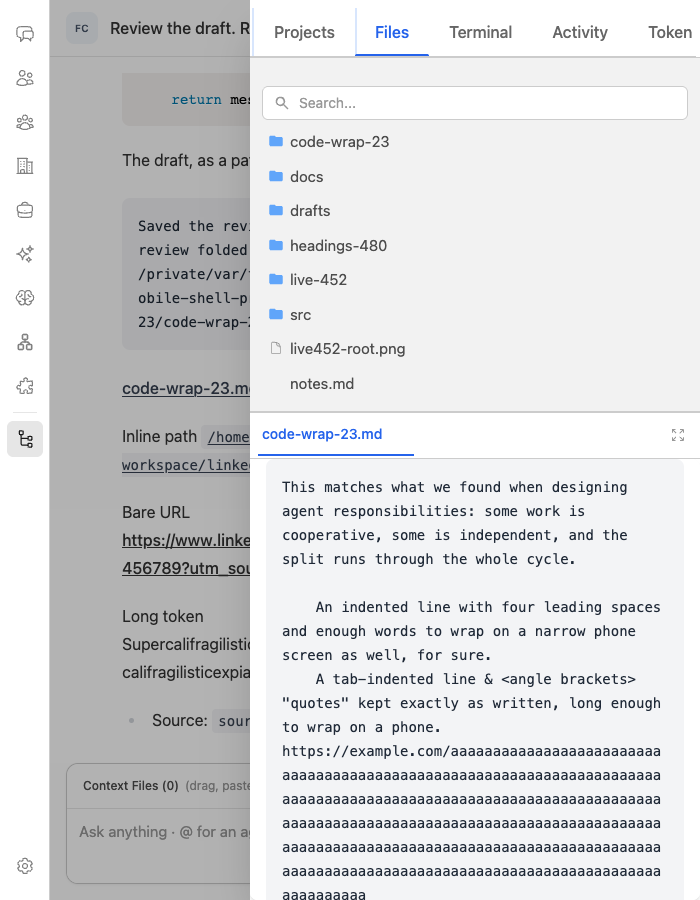 FC
Review the draft. R
Projects
Files
Terminal
Activity
Token
return mes
Search...
The draft, as a pa
code-wrap-23
docs
drafts
headings-480
live-452
src
live452-root.png
notes.md
Saved the revi
review folded
/private/var/
obile-shell-p
23/code-wrap-
code-wrap-23.m
Inline path /home
workspace/linke
Bare URL
https://www.linke
456789?utm_sou
Long token
Supercalifragilistic
califragilisticexpia
Source: sour
Context Files (0) (drag, paste
Ask anything · @ for an a
code-wrap-23.md
This matches what we found when designing
agent responsibilities: some work is
cooperative, some is independent, and the
split runs through the whole cycle.
An indented line with four leading spaces
and enough words to wrap on a narrow phone
screen as well, for sure.
A tab-indented line & <angle brackets>
"quotes" kept exactly as written, long enough
to wrap on a phone.
https://example.com/aaaaaaaaaaaaaaaaaaaaaaaaa
aaaaaaaaaaaaaaaaaaaaaaaaaaaaaaaaaaaaaaaaaaaaa
aaaaaaaaaaaaaaaaaaaaaaaaaaaaaaaaaaaaaaaaaaaaa
aaaaaaaaaaaaaaaaaaaaaaaaaaaaaaaaaaaaaaaaaaaaa
aaaaaaaaaaaaaaaaaaaaaaaaaaaaaaaaaaaaaaaaaaaaa
aaaaaaaaaaaaaaaaaaaaaaaaaaaaaaaaaaaaaaaaaaaaa
aaaaaaaaaa